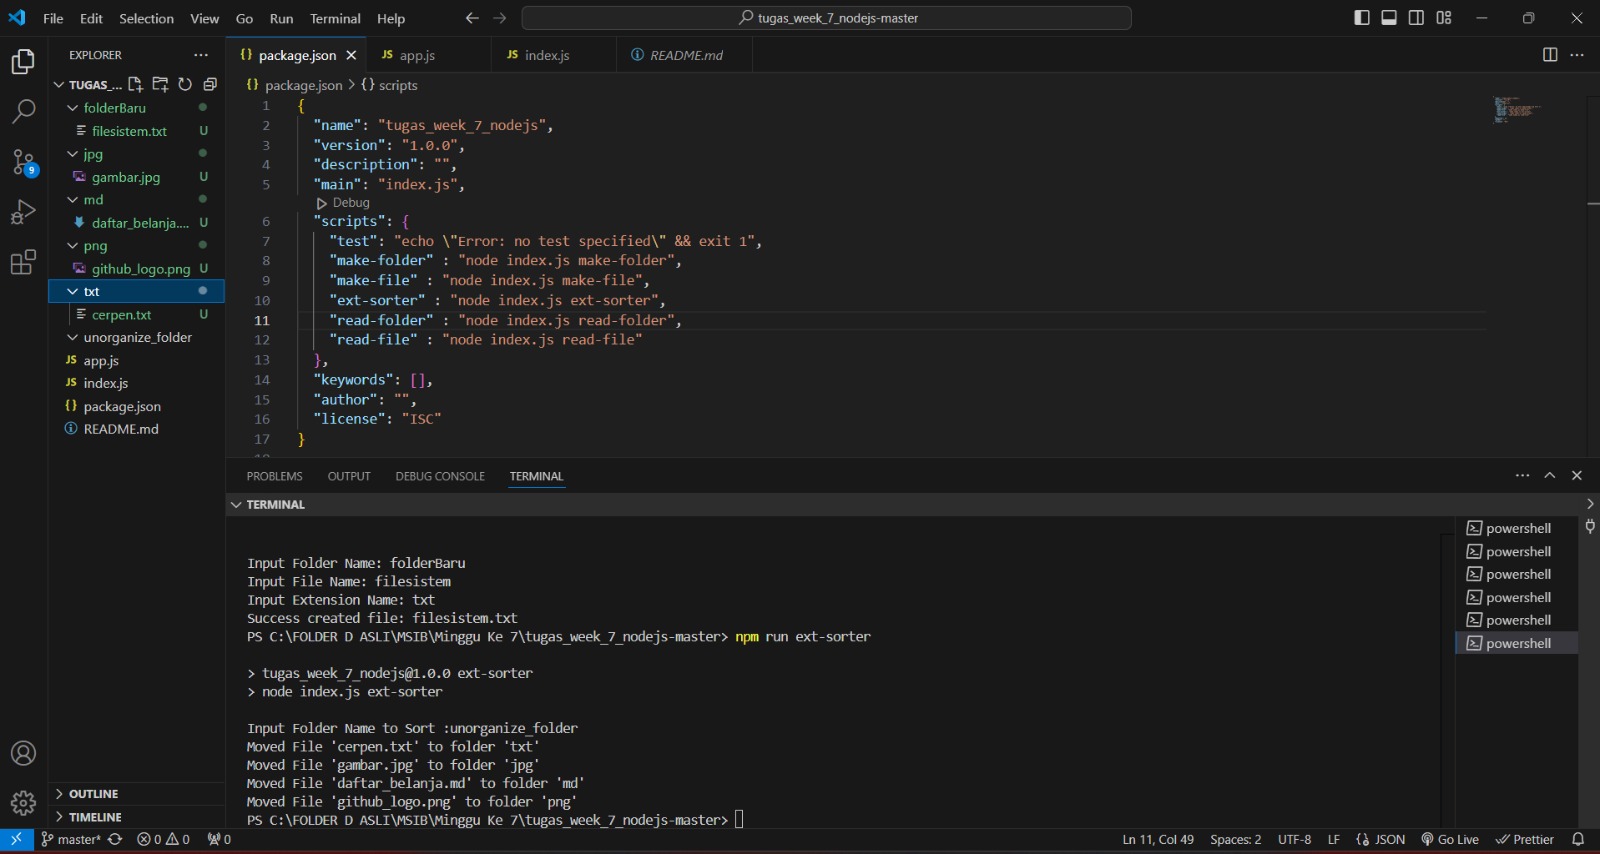 File Edit Selection View Go Run Terminal Help
tugas_week_7_nodejs-master
EXPLORER
TUGAS_...
folderBaru
filesistem.txt U
jpg
gambar.jpg U
md
daftar_belanja.... U
png
github_logo.png U
txt
cerpen.txt U
unorganize_folder
JS app.js
JS index.js
{} package.json
README.md
OUTLINE
TIMELINE
9
{} package.json
JS app.js
JS index.js
README.md
{} package.json > {} scripts
1 {
2 "name": "tugas_week_7_nodejs",
3 "version": "1.0.0",
4 "description": "",
5 "main": "index.js",
Debug
6 "scripts": {
7 "test": "echo \"Error: no test specified\" && exit 1",
8 "make-folder" : "node index.js make-folder",
9 "make-file" : "node index.js make-file",
10 "ext-sorter" : "node index.js ext-sorter",
11 "read-folder" : "node index.js read-folder",
12 "read-file" : "node index.js read-file"
13 },
14 "keywords": [],
15 "author": "",
16 "license": "ISC"
17 }
PROBLEMS OUTPUT DEBUG CONSOLE TERMINAL
TERMINAL
Input Folder Name: folderBaru
Input File Name: filesistem
Input Extension Name: txt
Success created file: filesistem.txt
PS C:\FOLDER D ASLI\MSIB\Minggu Ke 7\tugas_week_7_nodejs-master> npm run ext-sorter
> tugas_week_7_nodejs@1.0.0 ext-sorter
> node index.js ext-sorter
Input Folder Name to Sort :unorganize_folder
Moved File 'cerpen.txt' to folder 'txt'
Moved File 'gambar.jpg' to folder 'jpg'
Moved File 'daftar_belanja.md' to folder 'md'
Moved File 'github_logo.png' to folder 'png'
PS C:\FOLDER D ASLI\MSIB\Minggu Ke 7\tugas_week_7_nodejs-master>
powershell
powershell
powershell
powershell
powershell
powershell
master* 0 0 0
Ln 11, Col 49 Spaces: 2 UTF-8 LF {} JSON Go Live Prettier